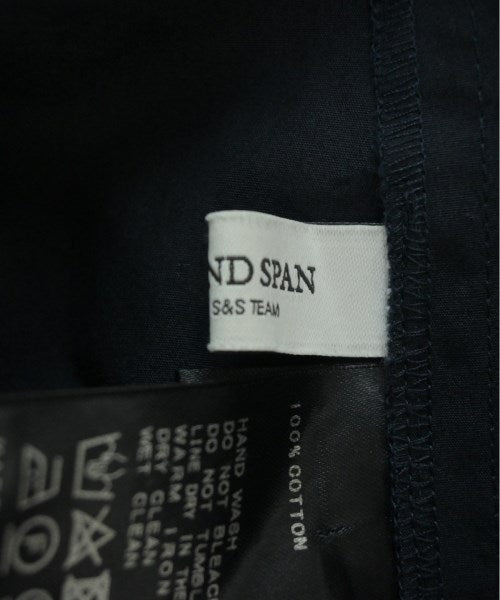 ND SPAN
S&S TEAM
100% COTTON
HAND WASH
DO NOT BLEAC
DO NOT TUMBL
LINE DRY IN THE
WARM IRON
DRY CLEAN
WET CLEAN